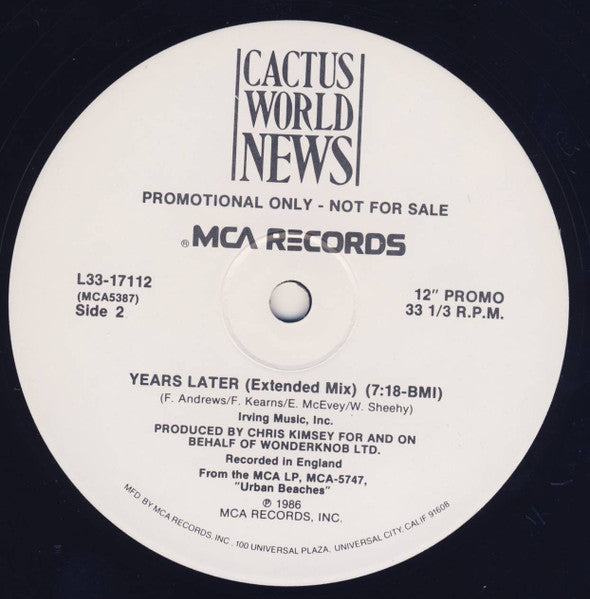 CACTUS
WORLD
NEWS
PROMOTIONAL ONLY - NOT FOR SALE
® MCA RECORDS
L33-17112
(MCA5387)
Side 2
12" PROMO
33 1/3 R.P.M.
YEARS LATER (Extended Mix) (7:18-BMI)
(F. Andrews/F. Kearns/E. McEvey/W. Sheehy)
Irving Music, Inc.
PRODUCED BY CHRIS KIMSEY FOR AND ON
BEHALF OF WONDERKNOB LTD.
Recorded in England
From the MCA LP, MCA-5747,
"Urban Beaches"
℗ 1986
MCA RECORDS, INC.
MFD BY MCA RECORDS, INC. 100 UNIVERSAL PLAZA, UNIVERSAL CITY, CALIF 91608